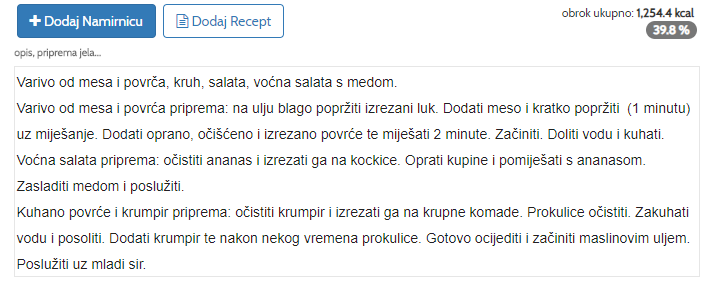 Dodaj Namirnicu
Dodaj Recept
obrok ukupno: 1,254.4 kcal
39.8 %
opis, priprema jela...
Varivo od mesa i povrča, kruh, salata, voćna salata s medom.
Varivo od mesa i povrća priprema: na ulju blago popržiti izrezani luk. Dodati meso i kratko popržiti (1 minutu)
uz miješanje. Dodati oprano, očišćeno i izrezano povrće te miješati 2 minute. Začiniti. Doliti vodu i kuhati.
Voćna salata priprema: očistiti ananas i izrezati ga na kockice. Oprati kupine i pomiješati s ananasom.
Zasladiti medom i poslužiti.
Kuhano povrće i krumpir priprema: očistiti krumpir i izrezati ga na krupne komade. Prokulice očistiti. Zakuhati
vodu i posoliti. Dodati krumpir te nakon nekog vremena prokulice. Gotovo ocijediti i začiniti maslinovim uljem.
Poslužiti uz mladi sir.